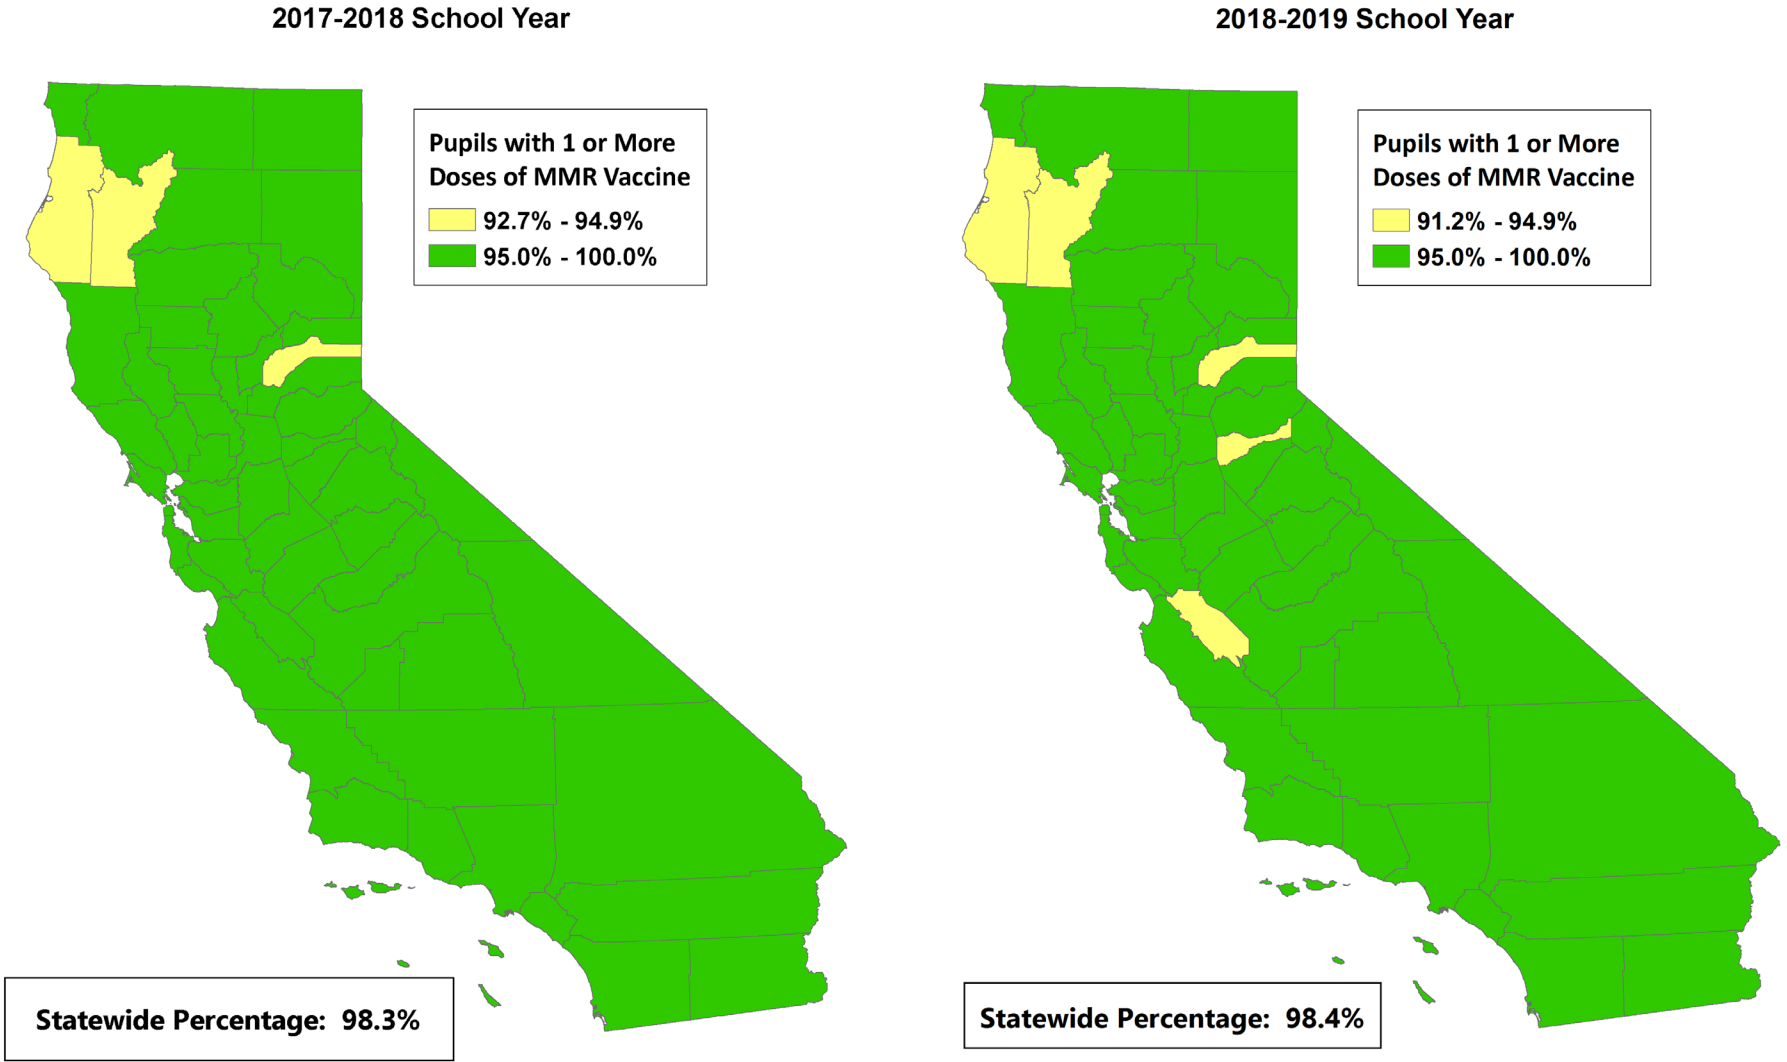 2017-2018 School Year
Pupils with 1 or More
Doses of MMR Vaccine
92.7% - 94.9%
95.0% - 100.0%
Statewide Percentage: 98.3%
2018-2019 School Year
Pupils with 1 or More
Doses of MMR Vaccine
91.2% - 94.9%
95.0% - 100.0%
Statewide Percentage: 98.4%